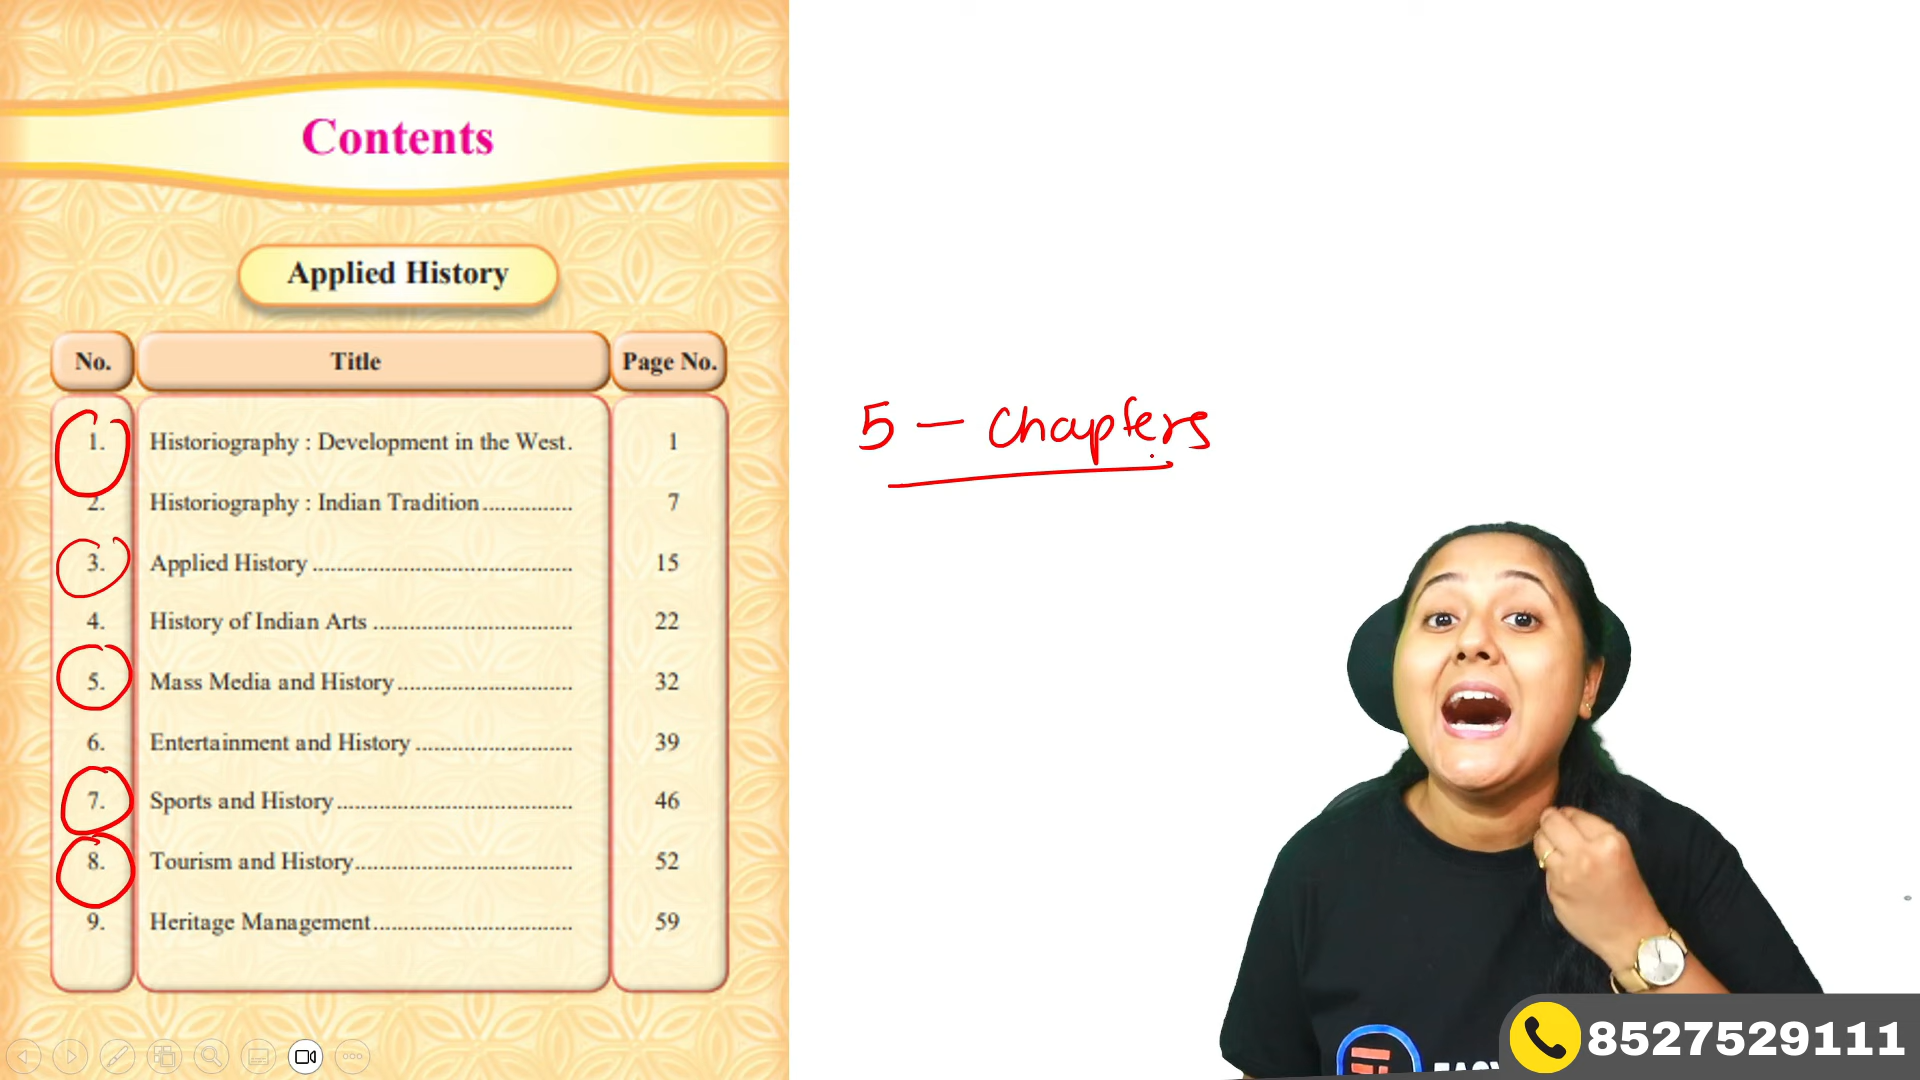 Contents
Applied History
No. Title Page No.
1. Historiography : Development in the West. 1
2. Historiography : Indian Tradition ............... 7
3. Applied History .......................................... 15
4. History of Indian Arts ................................ 22
5. Mass Media and History ............................ 32
6. Entertainment and History ......................... 39
7. Sports and History ...................................... 46
8. Tourism and History ................................... 52
9. Heritage Management ................................ 59
5 – Chapters
8527529111